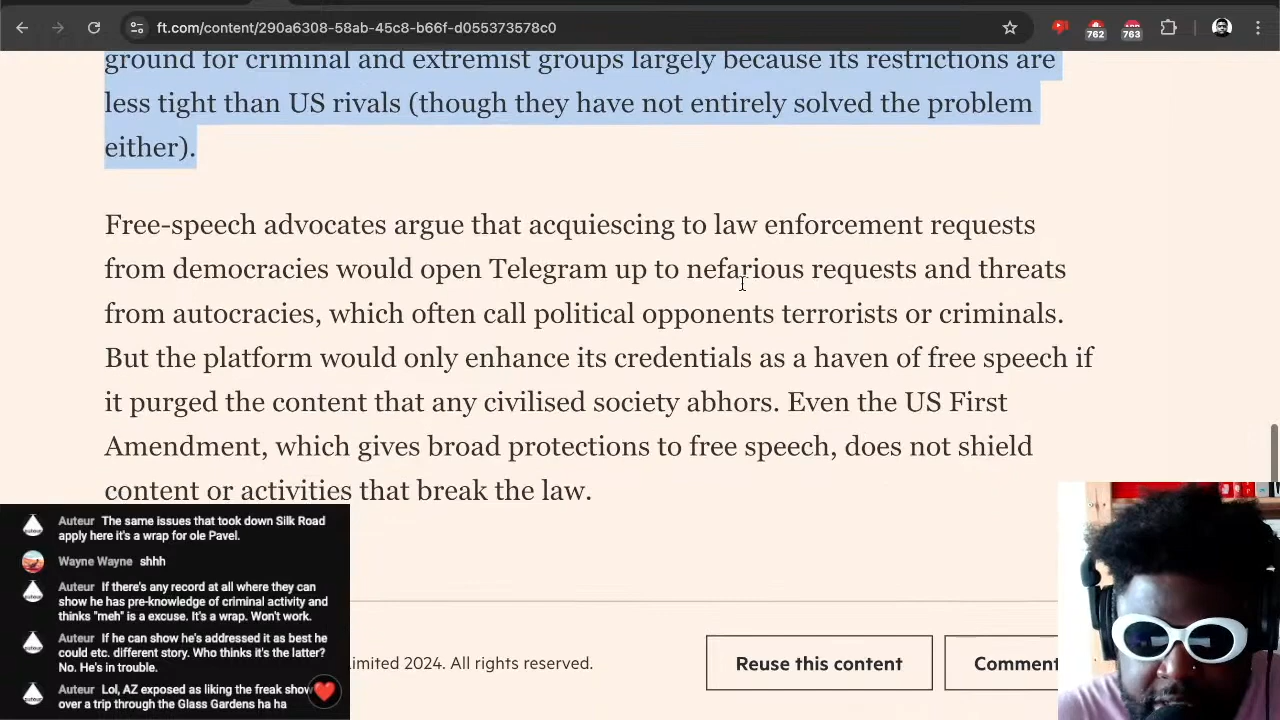 ft.com/content/290a6308-58ab-45c8-b66f-d055373578c0
762
763
ground for criminal and extremist groups largely because its restrictions are
less tight than US rivals (though they have not entirely solved the problem
either).
Free-speech advocates argue that acquiescing to law enforcement requests
from democracies would open Telegram up to nefarious requests and threats
from autocracies, which often call political opponents terrorists or criminals.
But the platform would only enhance its credentials as a haven of free speech if
it purged the content that any civilised society abhors. Even the US First
Amendment, which gives broad protections to free speech, does not shield
content or activities that break the law.
Auteur The same issues that took down Silk Road
apply here it's a wrap for ole Pavel.
Wayne Wayne shhh
Auteur If there's any record at all where they can
show he has pre-knowledge of criminal activity and
thinks "meh" is a excuse. It's a wrap. Won't work.
Auteur If he can show he's addressed it as best he
could etc. different story. Who thinks it's the latter?
No. He's in trouble.
Auteur Lol, AZ exposed as liking the freak show
over a trip through the Glass Gardens ha ha
imited 2024. All rights reserved.
Reuse this content
Comment